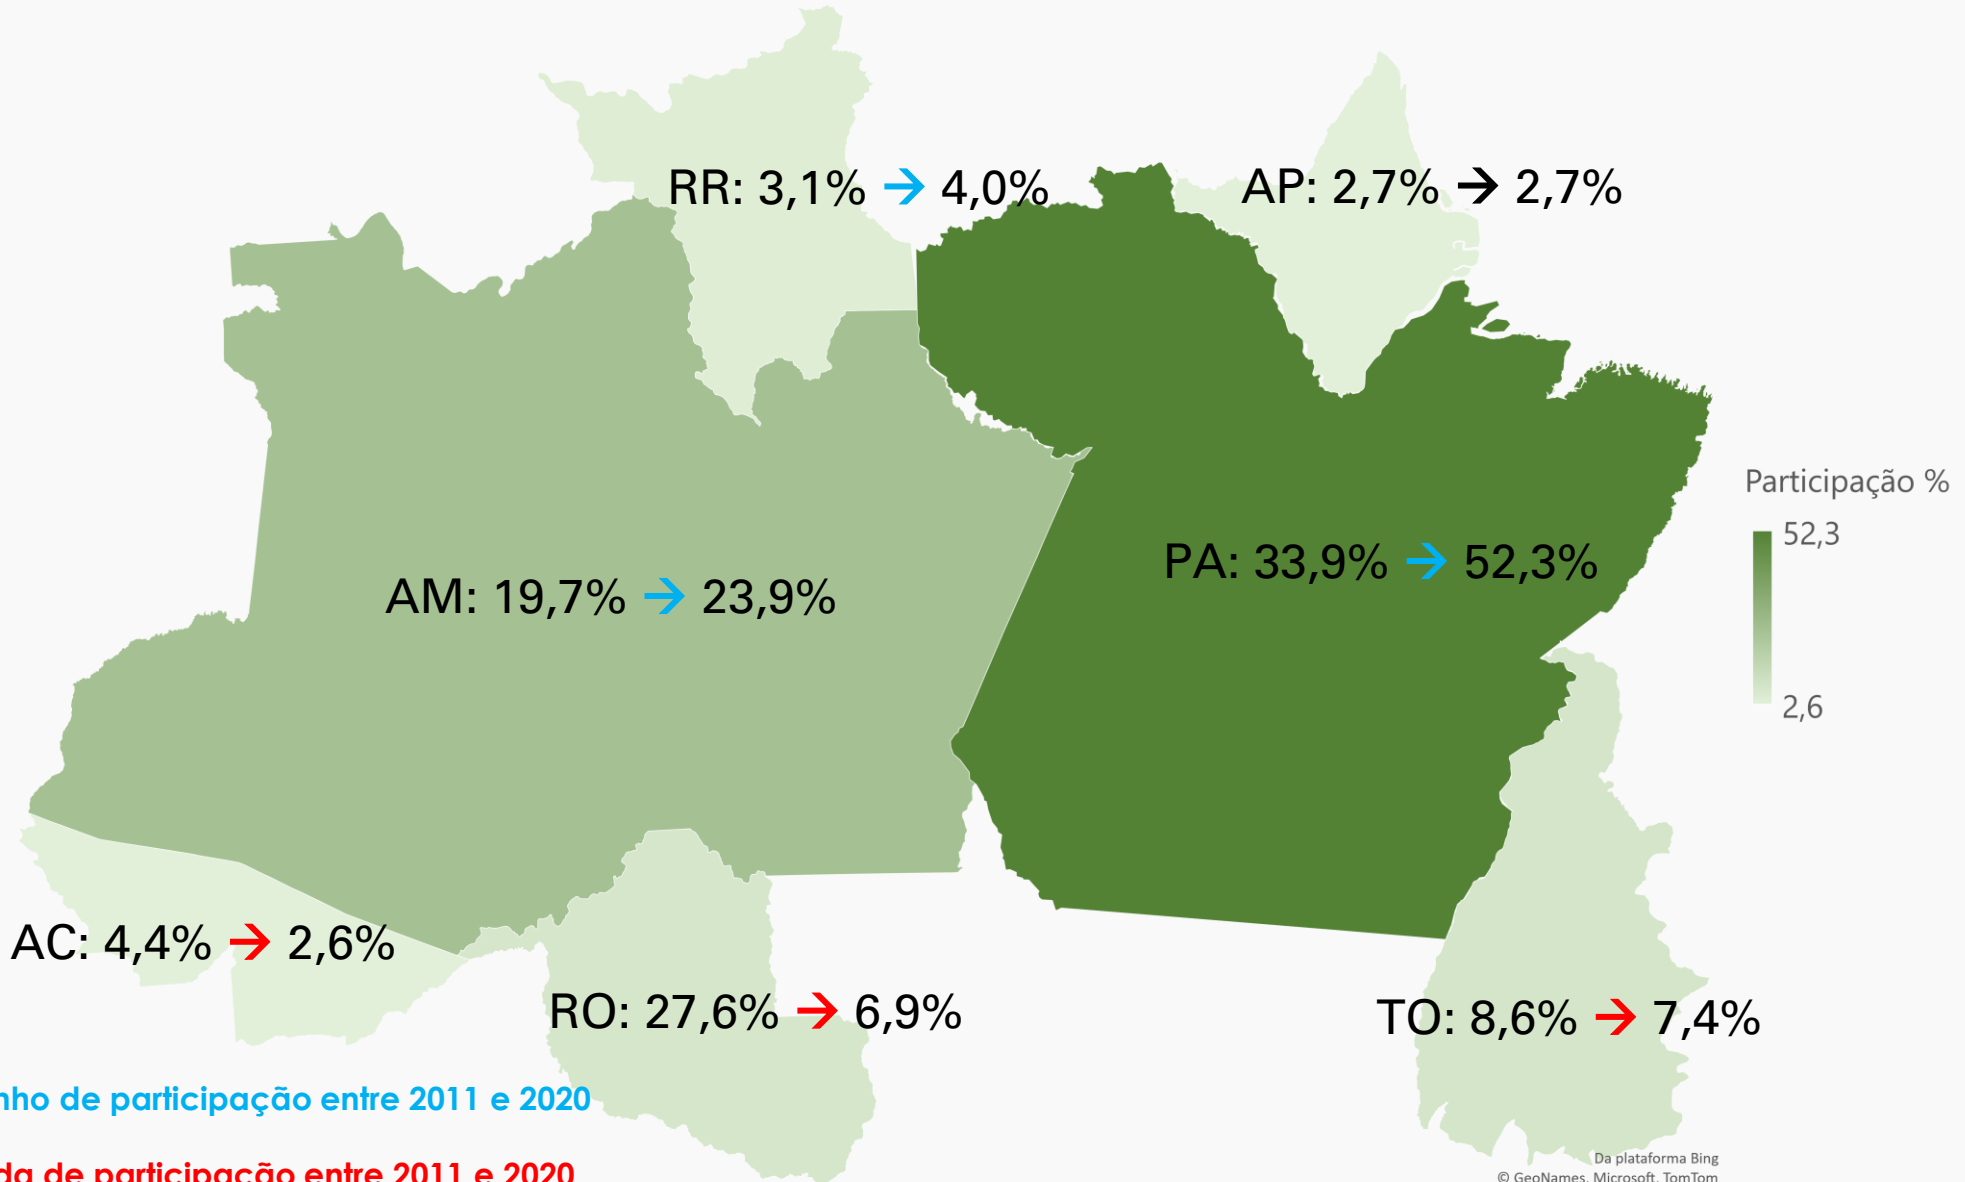 RR: 3,1% → 4,0%
AP: 2,7% → 2,7%
Participação %
52,3
2,6
PA: 33,9% → 52,3%
AM: 19,7% → 23,9%
AC: 4,4% → 2,6%
RO: 27,6% → 6,9%
TO: 8,6% → 7,4%
nho de participação entre 2011 e 2020
da de participação entre 2011 e 2020
Da plataforma Bing
© GeoNames, Microsoft, TomTom